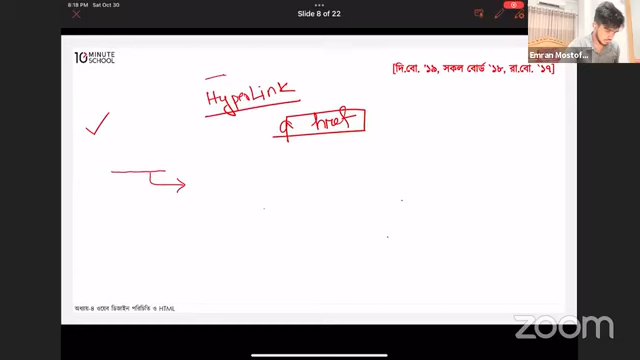 8:18 PM Sat Oct 30
Slide 8 of 22
Emran Mostof...
10 MINUTE SCHOOL
[দি.বো. '১৯, সকল বোর্ড '১৮, রা.বো. '১৭]
HyperLink
a href
অধ্যায়-৪ ওয়েব ডিজাইন পরিচিতি ও HTML
zoom